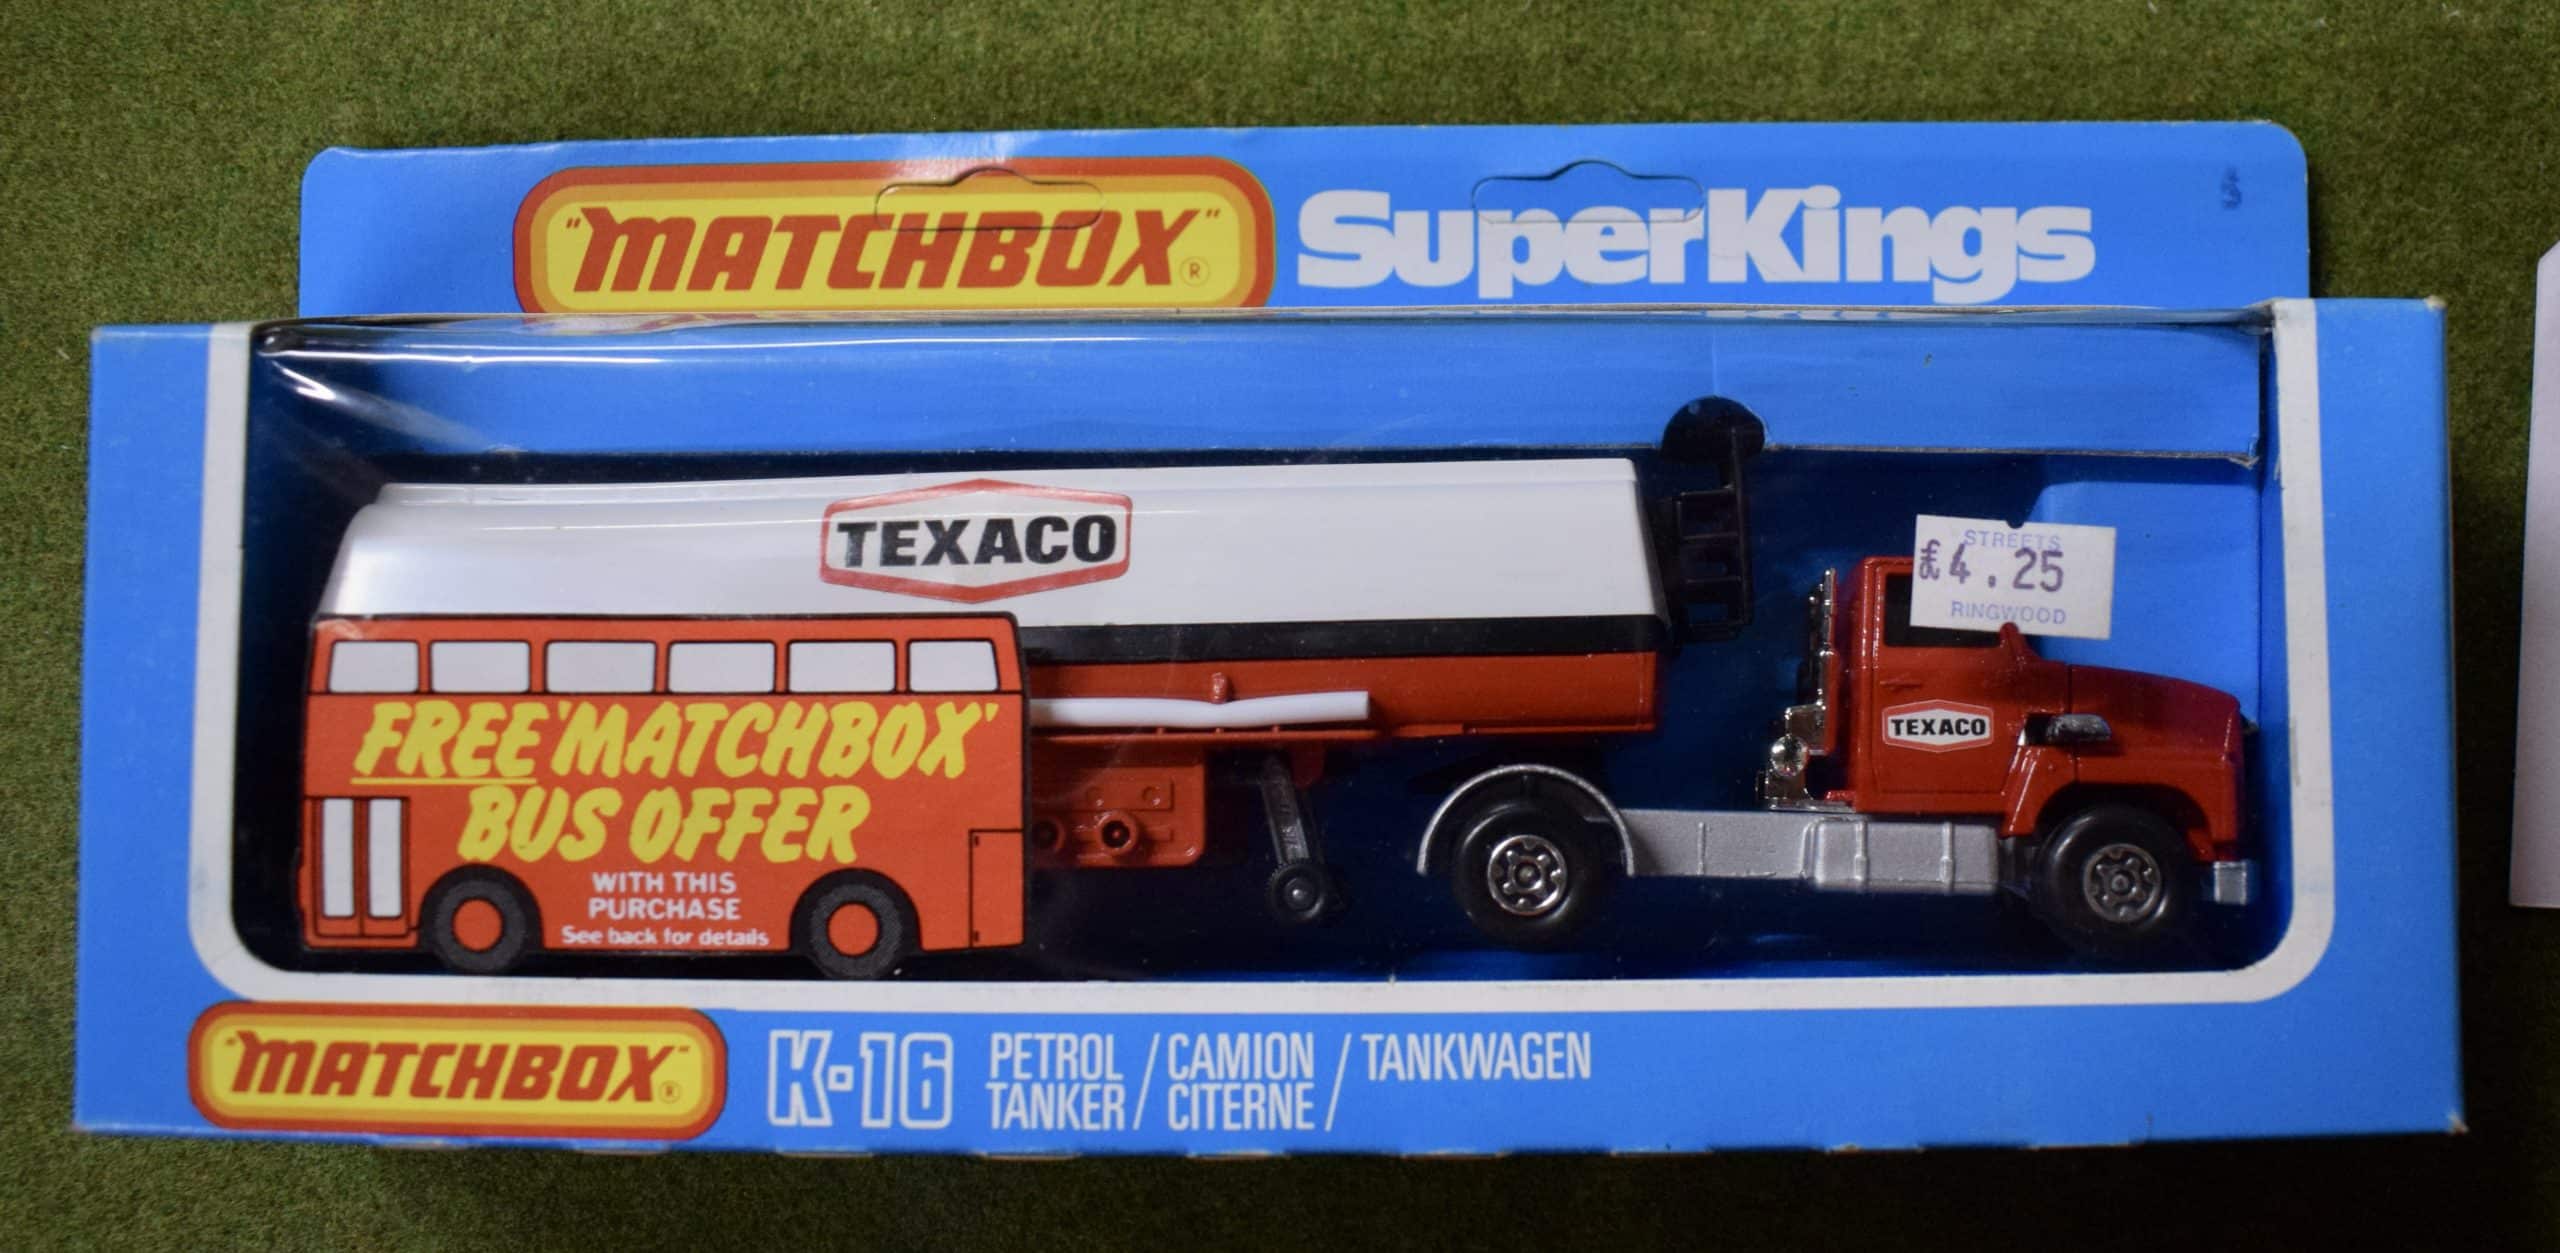 "MATCHBOX"® SuperKings
TEXACO
STREETS
£4.25
RINGWOOD
TEXACO
FREE 'MATCHBOX'
BUS OFFER
WITH THIS
PURCHASE
See back for details
"MATCHBOX"® K-16 PETROL TANKER / CAMION CITERNE / TANKWAGEN